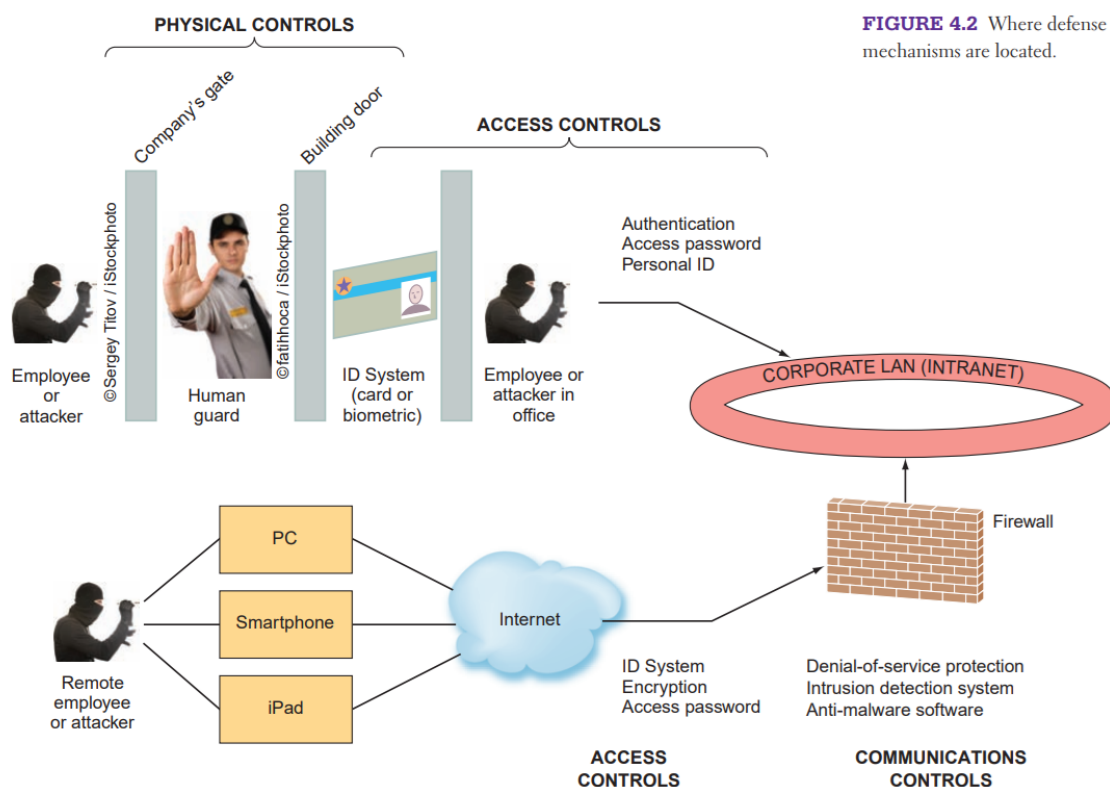 PHYSICAL CONTROLS
FIGURE 4.2 Where defense
mechanisms are located.
Company's gate
Building door
ACCESS CONTROLS
©Sergey Titov / iStockphoto
©fatihhoca / iStockphoto
Authentication
Access password
Personal ID
Employee
or
attacker
Human
guard
ID System
(card or
biometric)
Employee or
attacker in
office
CORPORATE LAN (INTRANET)
Firewall
PC
Smartphone
iPad
Internet
Remote
employee
or attacker
ID System
Encryption
Access password
Denial-of-service protection
Intrusion detection system
Anti-malware software
ACCESS
CONTROLS
COMMUNICATIONS
CONTROLS